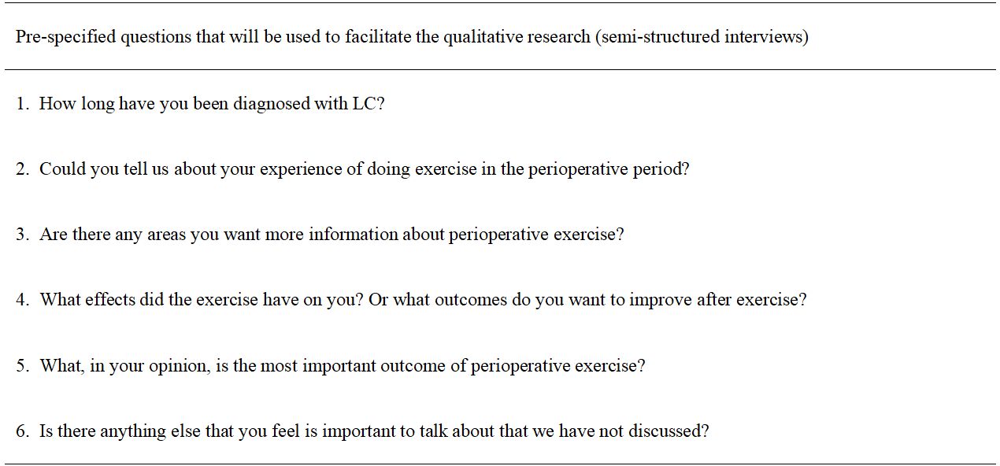 Pre-specified questions that will be used to facilitate the qualitative research (semi-structured interviews)
1. How long have you been diagnosed with LC?
2. Could you tell us about your experience of doing exercise in the perioperative period?
3. Are there any areas you want more information about perioperative exercise?
4. What effects did the exercise have on you? Or what outcomes do you want to improve after exercise?
5. What, in your opinion, is the most important outcome of perioperative exercise?
6. Is there anything else that you feel is important to talk about that we have not discussed?